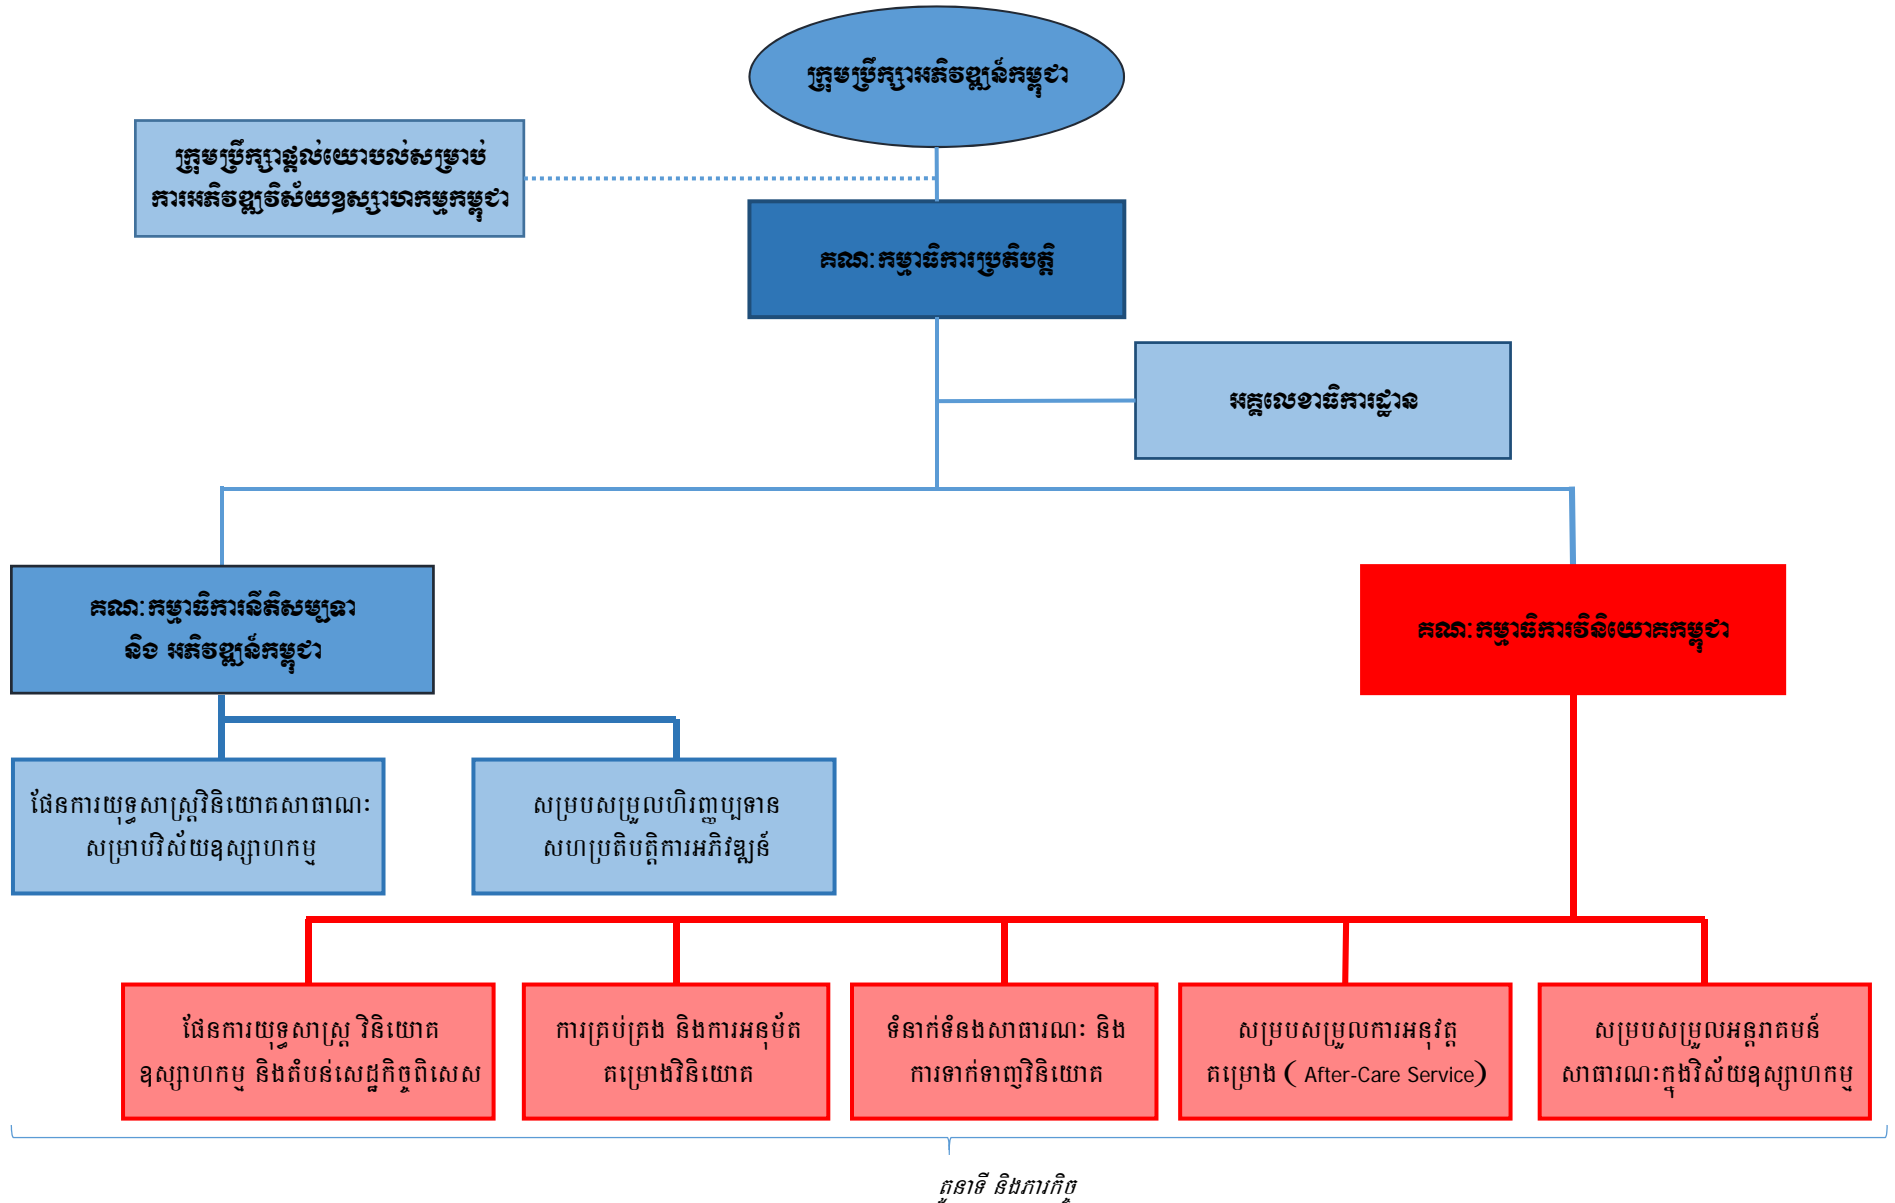 ក្រុមប្រឹក្សាអភិវឌ្ឍន៍កម្ពុជា
ក្រុមប្រឹក្សាផ្តល់យោបល់សម្រាប់
ការអភិវឌ្ឍវិស័យឧស្សាហកម្មកម្ពុជា
គណៈកម្មាធិការប្រតិបត្តិ
អគ្គលេខាធិការដ្ឋាន
គណៈកម្មាធិការនីតិសម្បទា
និង អភិវឌ្ឍន៍កម្ពុជា
គណៈកម្មាធិការវិនិយោគកម្ពុជា
ផែនការយុទ្ធសាស្ត្រវិនិយោគសាធាណៈ
សម្រាប់វិស័យឧស្សាហកម្ម
សម្របសម្រួលហិរញ្ញប្បទាន
សហប្រតិបត្តិការអភិវឌ្ឍន៍
ផែនការយុទ្ធសាស្ត្រ វិនិយោគ
ឧស្សាហកម្ម និងតំបន់សេដ្ឋកិច្ចពិសេស
ការគ្រប់គ្រង និងការអនុម័ត
គម្រោងវិនិយោគ
ទំនាក់ទំនងសាធារណៈ និង
ការទាក់ទាញវិនិយោគ
សម្របសម្រួលការអនុវត្ត
គម្រោង ( After-Care Service)
សម្របសម្រួលអន្តរាគមន៍
សាធារណៈក្នុងវិស័យឧស្សាហកម្ម
តួនាទី និងភារកិច្ច